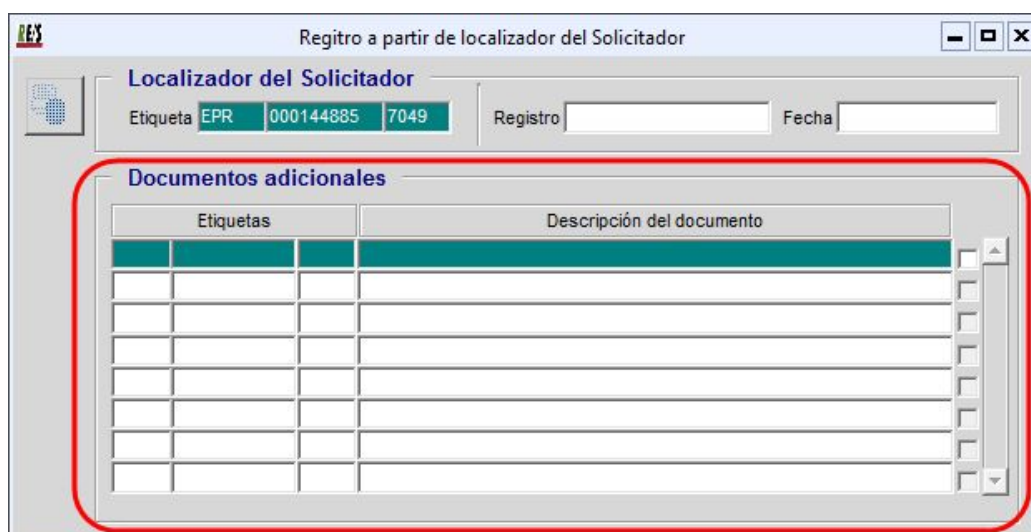 RE:S
Regitro a partir de localizador del Solicitador
Localizador del Solicitador
Etiqueta EPR 000144885 7049 Registro Fecha
Documentos adicionales
Etiquetas Descripción del documento